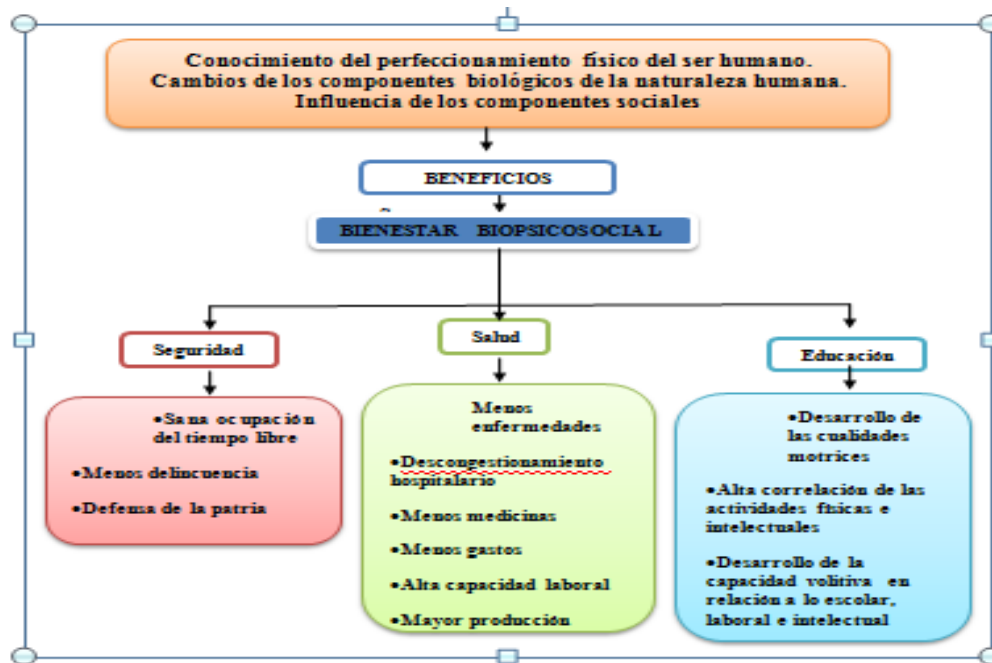 Conocimiento del perfeccionamiento físico del ser humano.
Cambios de los componentes biológicos de la naturaleza humana.
Influencia de los componentes sociales
BENEFICIOS
BIENESTAR BIOPSICOSOCIAL
Seguridad
•Sana ocupación
del tiempo libre
•Menos delincuencia
•Defensa de la patria
Salud
Menos
enfermedades
•Descongestionamiento
hospitalario
•Menos medicinas
•Menos gastos
•Alta capacidad laboral
•Mayor producción
Educación
•Desarrollo de
las cualidades
motrices
•Alta correlación de las
actividades físicas e
intelectuales
•Desarrollo de la
capacidad volitiva en
relación a lo escolar,
laboral e intelectual